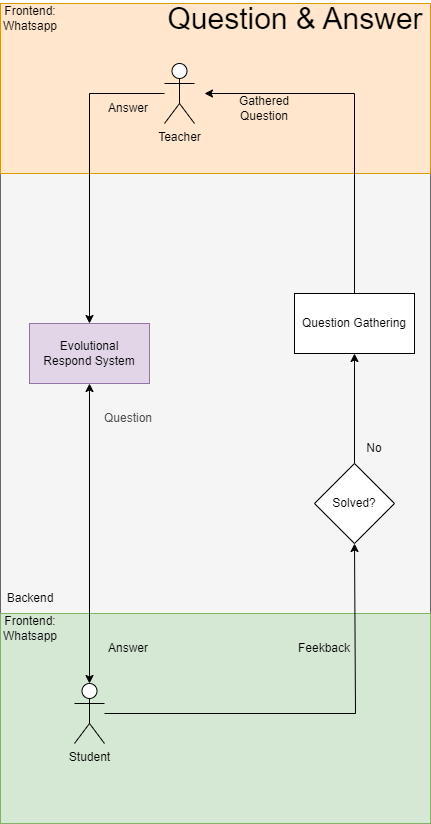 Frontend:
Whatsapp
Question & Answer
Answer
Gathered
Question
Teacher
Evolutional
Respond System
Question Gathering
Question
No
Solved?
Backend
Frontend:
Whatsapp
Answer
Feekback
Student